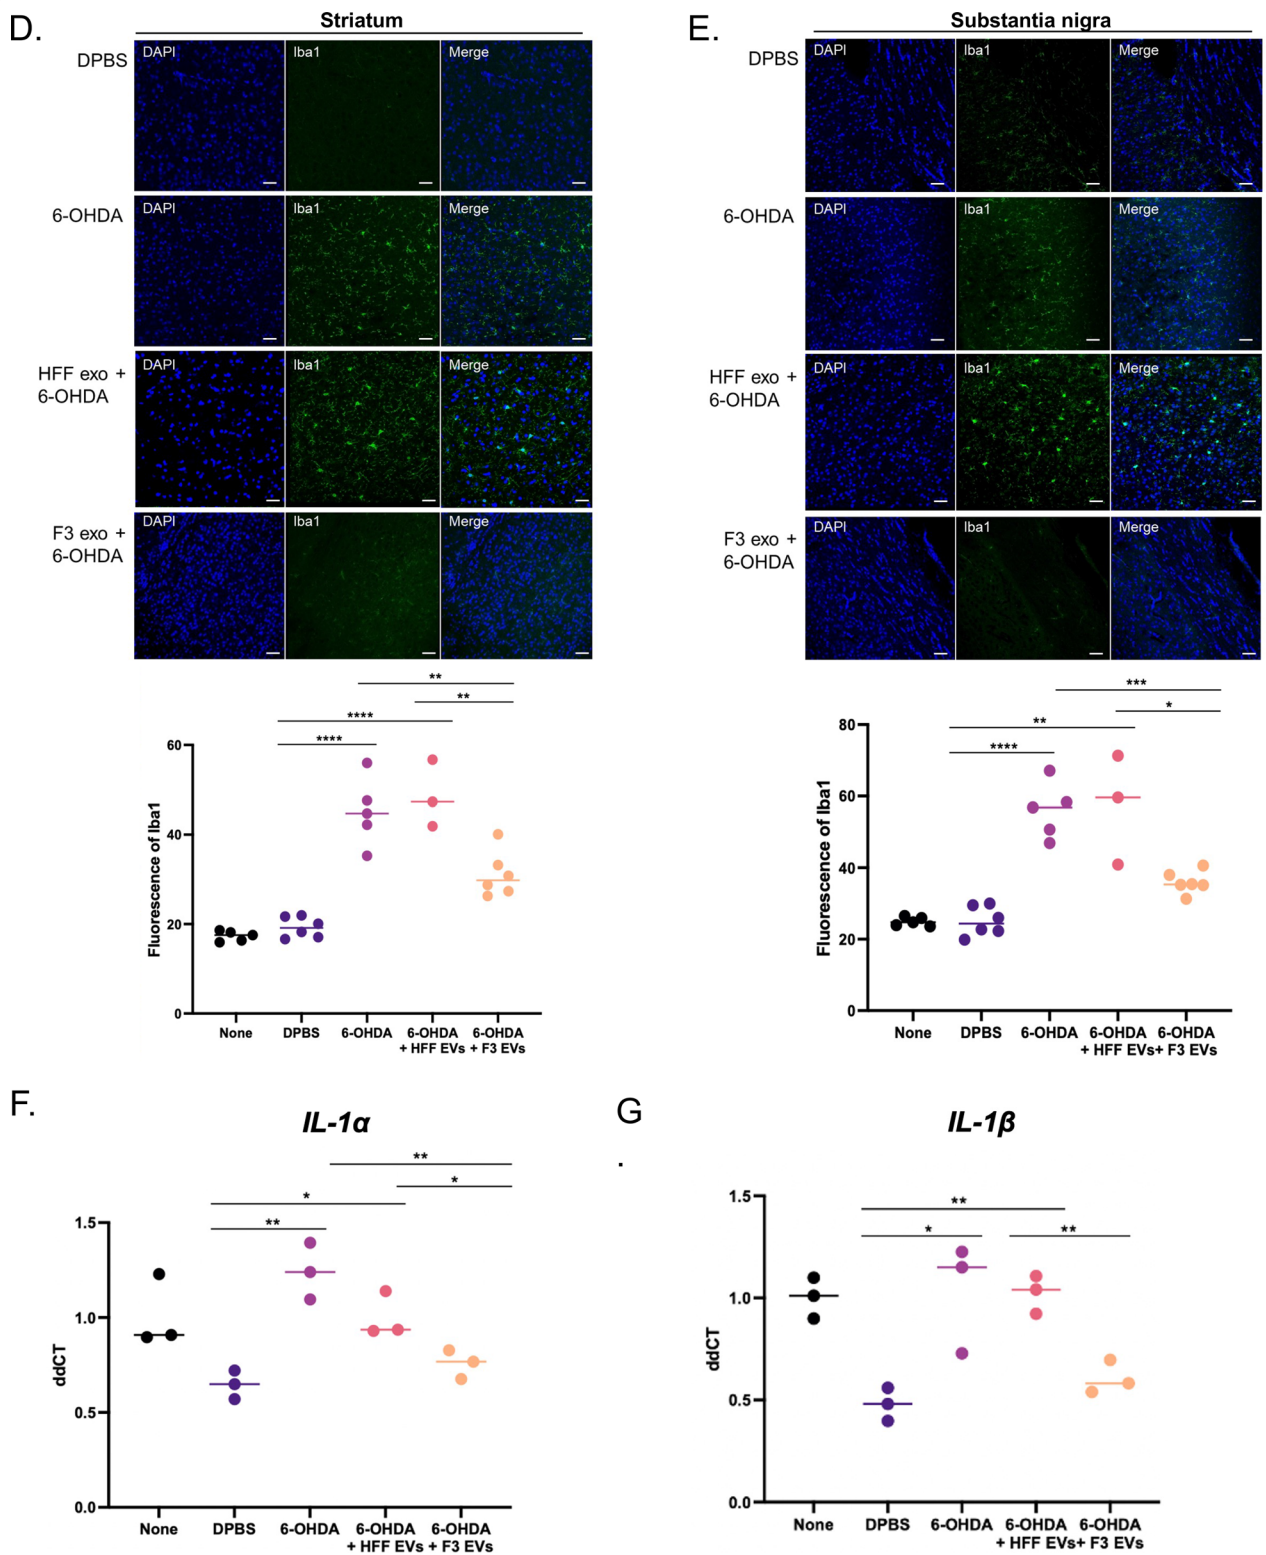 D.
Striatum
DPBS
DAPI
Iba1
Merge
6-OHDA
DAPI
Iba1
Merge
HFF exo +
6-OHDA
DAPI
Iba1
Merge
F3 exo +
6-OHDA
DAPI
Iba1
Merge
**
**
****
****
Fluorescence of Iba1
60
40
20
0
None
DPBS
6-OHDA
6-OHDA
+ HFF EVs
6-OHDA
+ F3 EVs
E.
Substantia nigra
DPBS
DAPI
Iba1
Merge
6-OHDA
DAPI
Iba1
Merge
HFF exo +
6-OHDA
DAPI
Iba1
Merge
F3 exo +
6-OHDA
DAPI
Iba1
Merge
***
*
**
****
Fluorescence of Iba1
80
60
40
20
0
None
DPBS
6-OHDA
6-OHDA
+ HFF EVs
6-OHDA
+ F3 EVs
F.
IL-1α
**
*
*
**
ddCT
1.5
1.0
0.5
0.0
None
DPBS
6-OHDA
6-OHDA
+ HFF EVs
6-OHDA
+ F3 EVs
G
.
IL-1β
**
*
**
ddCT
1.5
1.0
0.5
0.0
None
DPBS
6-OHDA
6-OHDA
+ HFF EVs
6-OHDA
+ F3 EVs